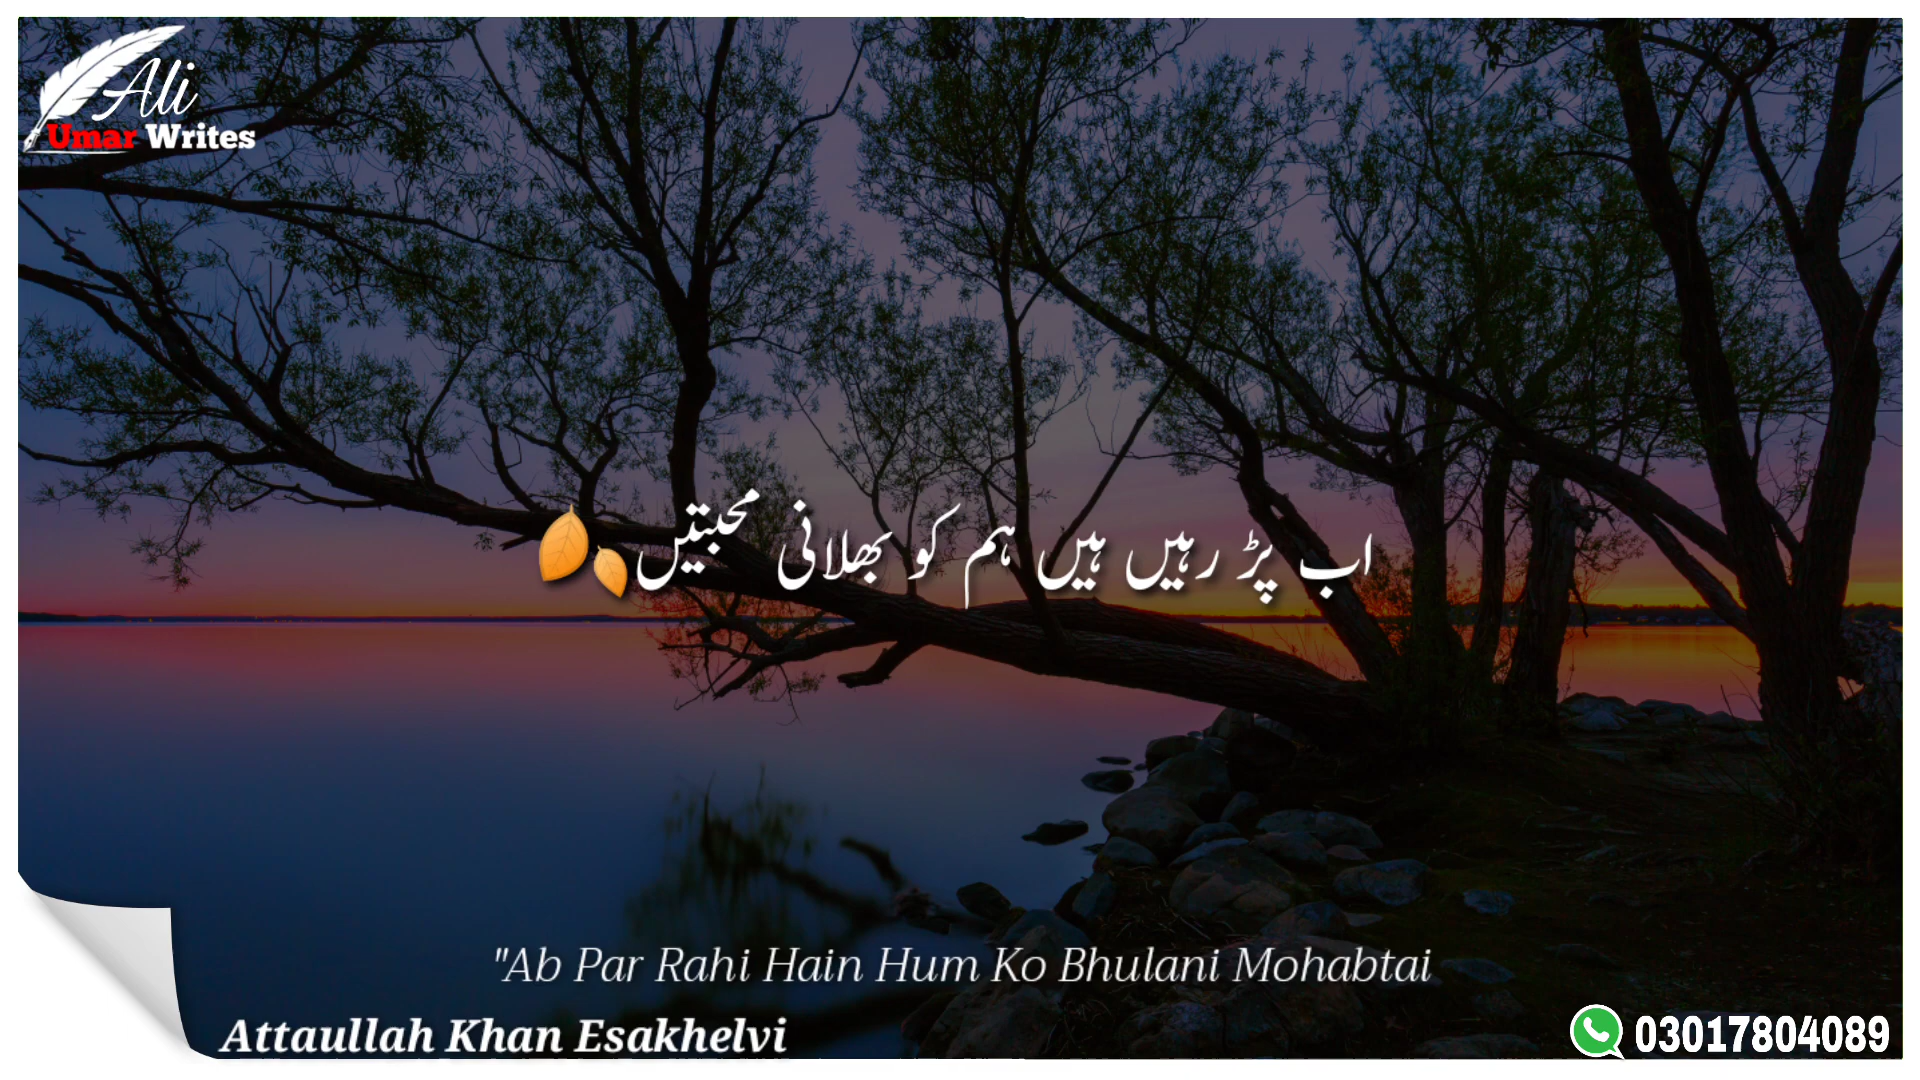 Ali
Umar Writes
اب پڑ رہیں ہیں ہم کو بھلانی محبتیں🍂
"Ab Par Rahi Hain Hum Ko Bhulani Mohabtai
Attaullah Khan Esakhelvi
03017804089